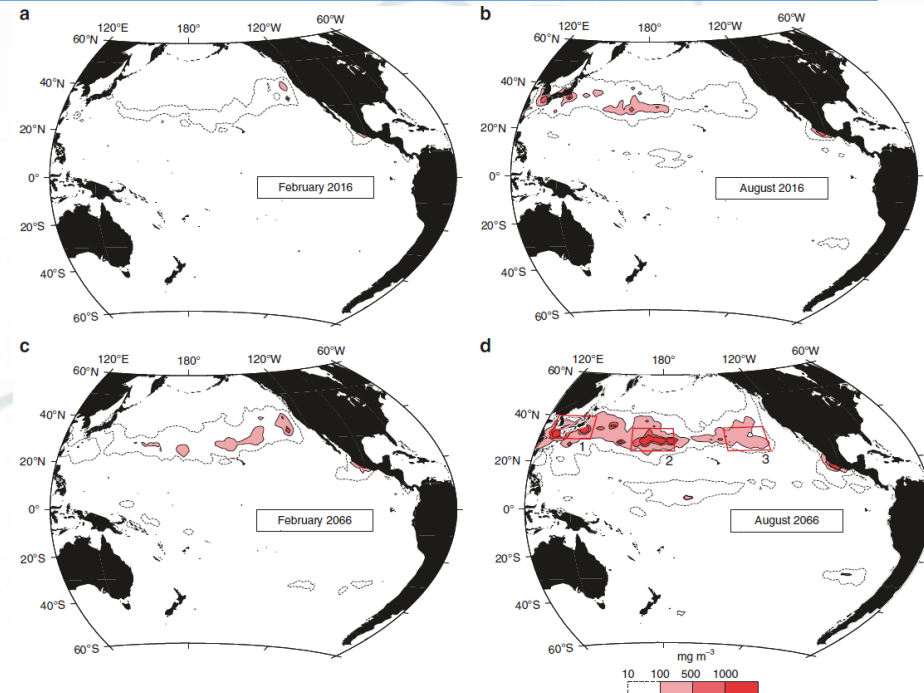 a
120°E 180° 120°W 60°W
60°N
40°N
20°N
0°
20°S
40°S
60°S
February 2016
b
120°E 180° 120°W 60°W
60°N
40°N
20°N
0°
20°S
40°S
60°S
August 2016
c
120°E 180° 120°W 60°W
60°N
40°N
20°N
0°
20°S
40°S
60°S
February 2066
d
120°E 180° 120°W 60°W
60°N
40°N
20°N
0°
20°S
40°S
60°S
1 2 3
August 2066
mg m⁻³
10 100 500 1000